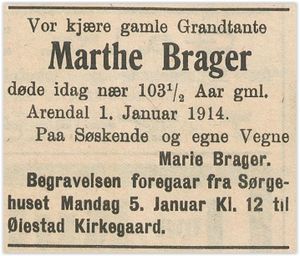 Vor kjære gamle Grandtante
Marthe Brager
døde idag nær 103½ Aar gml.
Arendal 1. Januar 1914.
Paa Søskende og egne Vegne
Marie Brager.
Begravelsen foregaar fra Sørge-
huset Mandag 5. Januar Kl. 12 til
Øiestad Kirkegaard.